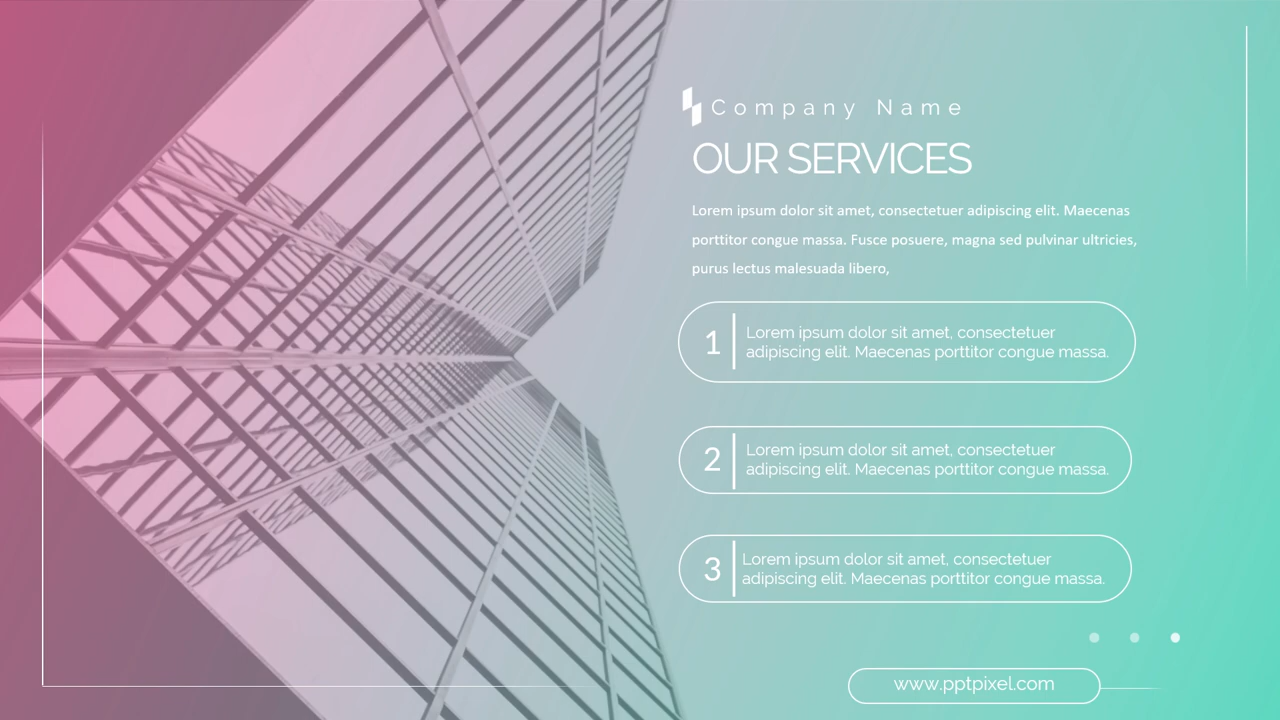 Company Name
OUR SERVICES
Lorem ipsum dolor sit amet, consectetuer adipiscing elit. Maecenas
porttitor congue massa. Fusce posuere, magna sed pulvinar ultricies,
purus lectus malesuada libero,
1
Lorem ipsum dolor sit amet, consectetuer
adipiscing elit. Maecenas porttitor congue massa.
2
Lorem ipsum dolor sit amet, consectetuer
adipiscing elit. Maecenas porttitor congue massa.
3
Lorem ipsum dolor sit amet, consectetuer
adipiscing elit. Maecenas porttitor congue massa.
www.pptpixel.com